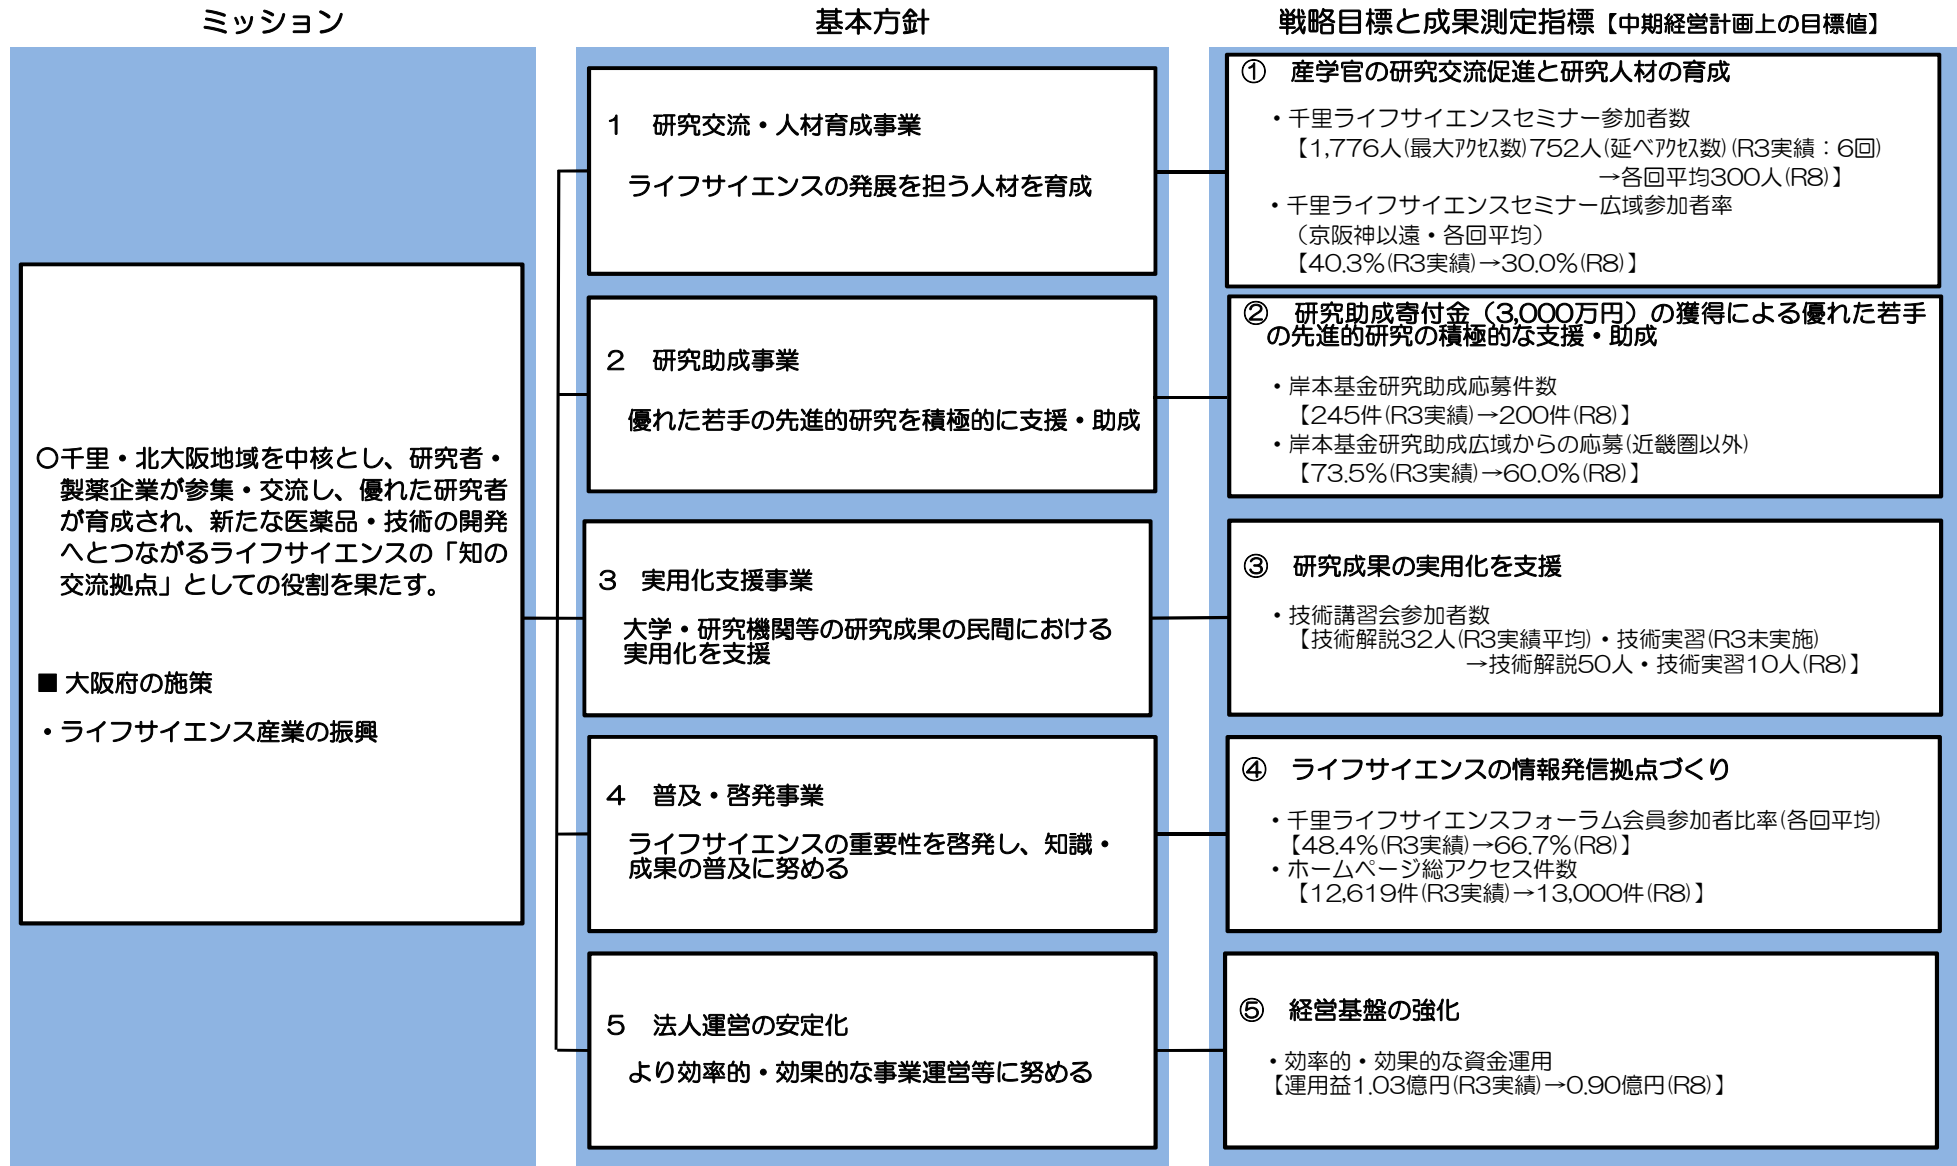 ミッション
○千里・北大阪地域を中核とし、研究者・
製薬企業が参集・交流し、優れた研究者
が育成され、新たな医薬品・技術の開発
へとつながるライフサイエンスの「知の
交流拠点」としての役割を果たす。
■ 大阪府の施策
・ライフサイエンス産業の振興
基本方針
1　研究交流・人材育成事業
ライフサイエンスの発展を担う人材を育成
2　研究助成事業
優れた若手の先進的研究を積極的に支援・助成
3　実用化支援事業
大学・研究機関等の研究成果の民間における
実用化を支援
4　普及・啓発事業
ライフサイエンスの重要性を啓発し、知識・
成果の普及に努める
5　法人運営の安定化
より効率的・効果的な事業運営等に努める
戦略目標と成果測定指標【中期経営計画上の目標値】
①　産学官の研究交流促進と研究人材の育成
・千里ライフサイエンスセミナー参加者数
【1,776人(最大ｱｸｾｽ数)752人(延べｱｸｾｽ数)(R3実績：6回)
→各回平均300人(R8)】
・千里ライフサイエンスセミナー広域参加者率
（京阪神以遠・各回平均）
【40.3%(R3実績)→30.0%(R8)】
②　研究助成寄付金（3,000万円）の獲得による優れた若手
の先進的研究の積極的な支援・助成
・岸本基金研究助成応募件数
【245件(R3実績)→200件(R8)】
・岸本基金研究助成広域からの応募(近畿圏以外)
【73.5%(R3実績)→60.0%(R8)】
③　研究成果の実用化を支援
・技術講習会参加者数
【技術解説32人(R3実績平均)・技術実習(R3未実施)
→技術解説50人・技術実習10人(R8)】
④　ライフサイエンスの情報発信拠点づくり
・千里ライフサイエンスフォーラム会員参加者比率(各回平均)
【48.4%(R3実績)→66.7%(R8)】
・ホームページ総アクセス件数
【12,619件(R3実績)→13,000件(R8)】
⑤　経営基盤の強化
・効率的・効果的な資金運用
【運用益1.03億円(R3実績)→0.90億円(R8)】